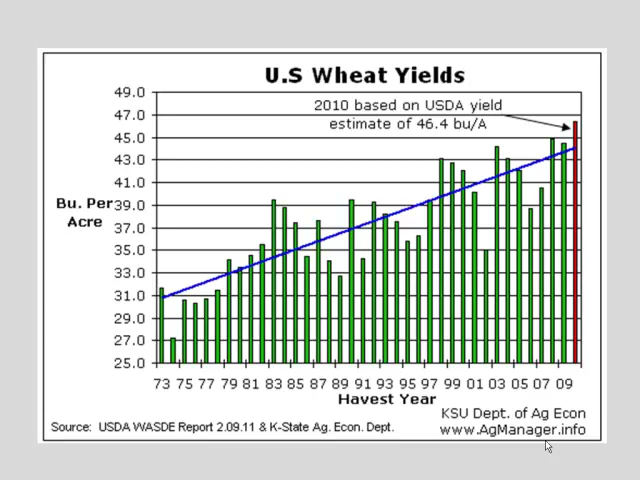 U.S Wheat Yields
2010 based on USDA yield
estimate of 46.4 bu/A
49.0
47.0
45.0
43.0
41.0
39.0
37.0
35.0
33.0
31.0
29.0
27.0
25.0
Bu. Per
Acre
73 75 77 79 81 83 85 87 89 91 93 95 97 99 01 03 05 07 09
Havest Year
KSU Dept. of Ag Econ
www.AgManager.info
Source: USDA WASDE Report 2.09.11 & K-State Ag. Econ. Dept.